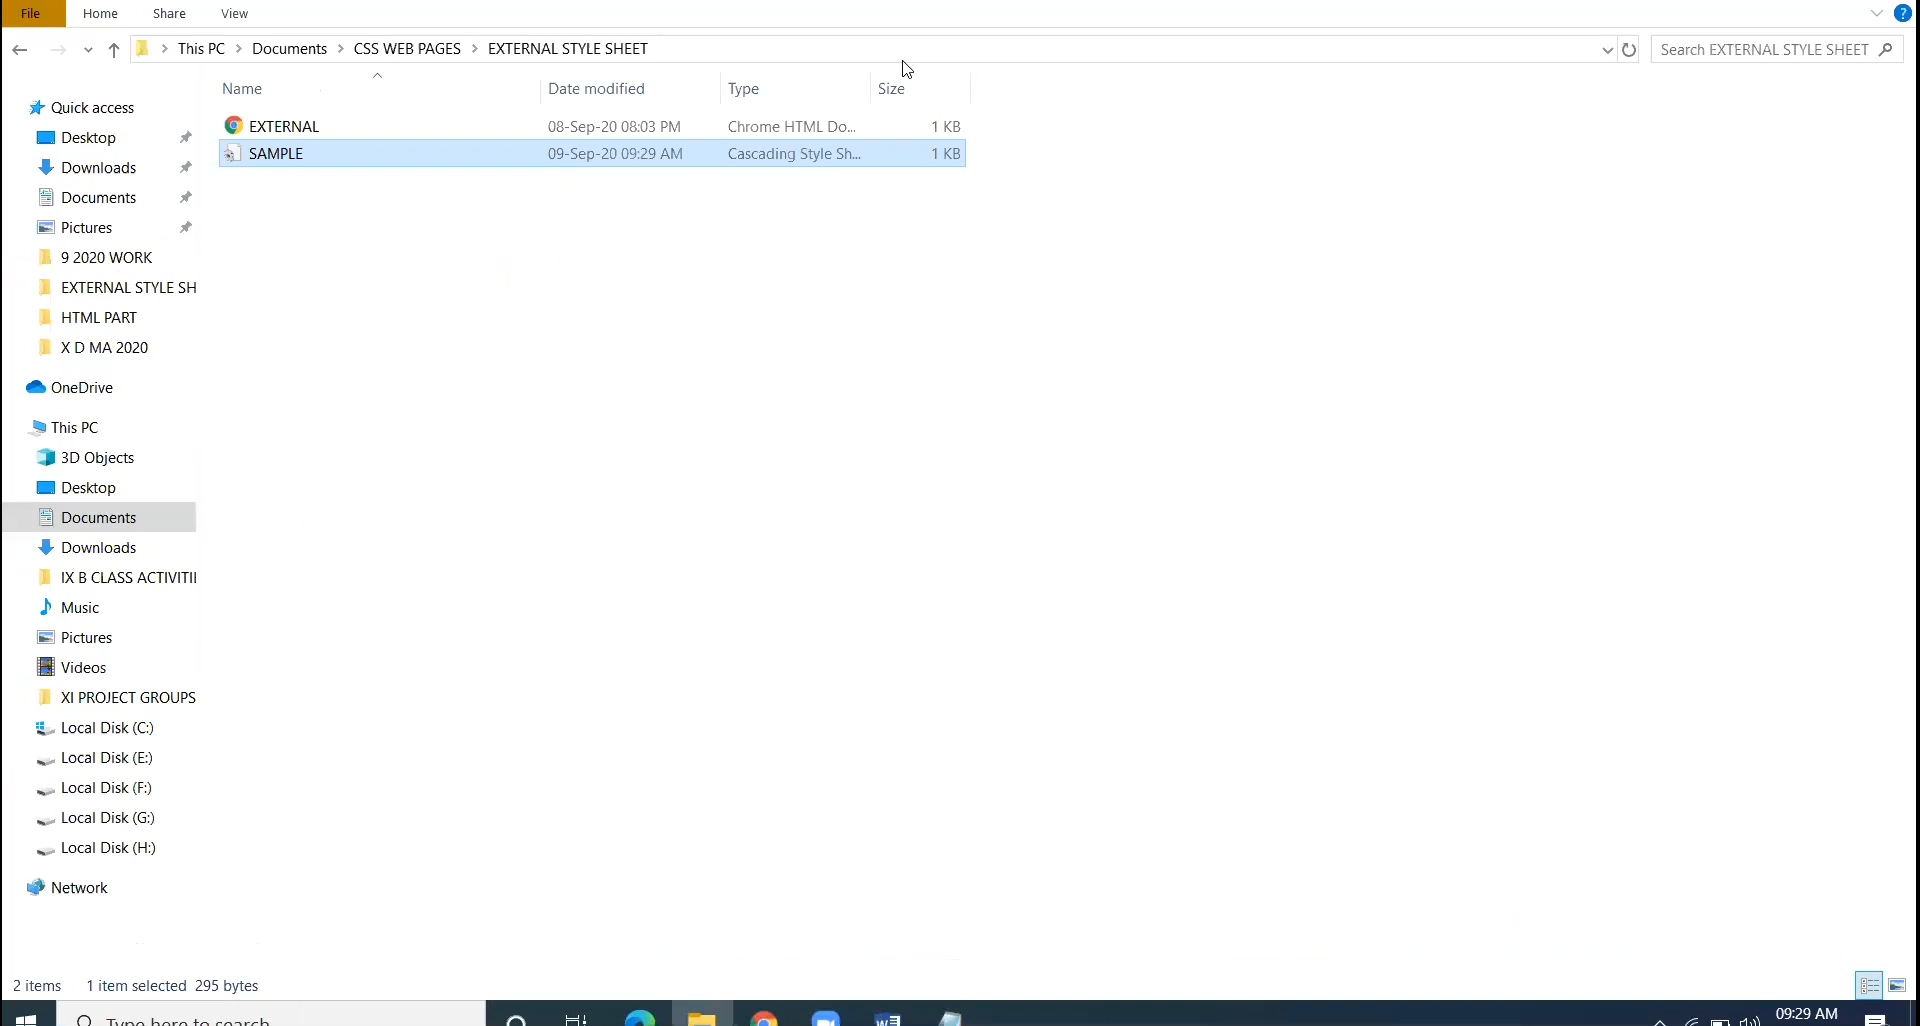 File Home Share View
This PC Documents CSS WEB PAGES EXTERNAL STYLE SHEET Search EXTERNAL STYLE SHEET
Name Date modified Type Size
Quick access
EXTERNAL 08-Sep-20 08:03 PM Chrome HTML Do... 1 KB
Desktop
SAMPLE 09-Sep-20 09:29 AM Cascading Style Sh... 1 KB
Downloads
Documents
Pictures
9 2020 WORK
EXTERNAL STYLE SH
HTML PART
X D MA 2020
OneDrive
This PC
3D Objects
Desktop
Documents
Downloads
IX B CLASS ACTIVITI
Music
Pictures
Videos
XI PROJECT GROUPS
Local Disk (C:)
Local Disk (E:)
Local Disk (F:)
Local Disk (G:)
Local Disk (H:)
Network
2 items 1 item selected 295 bytes
Type here to search 09:29 AM